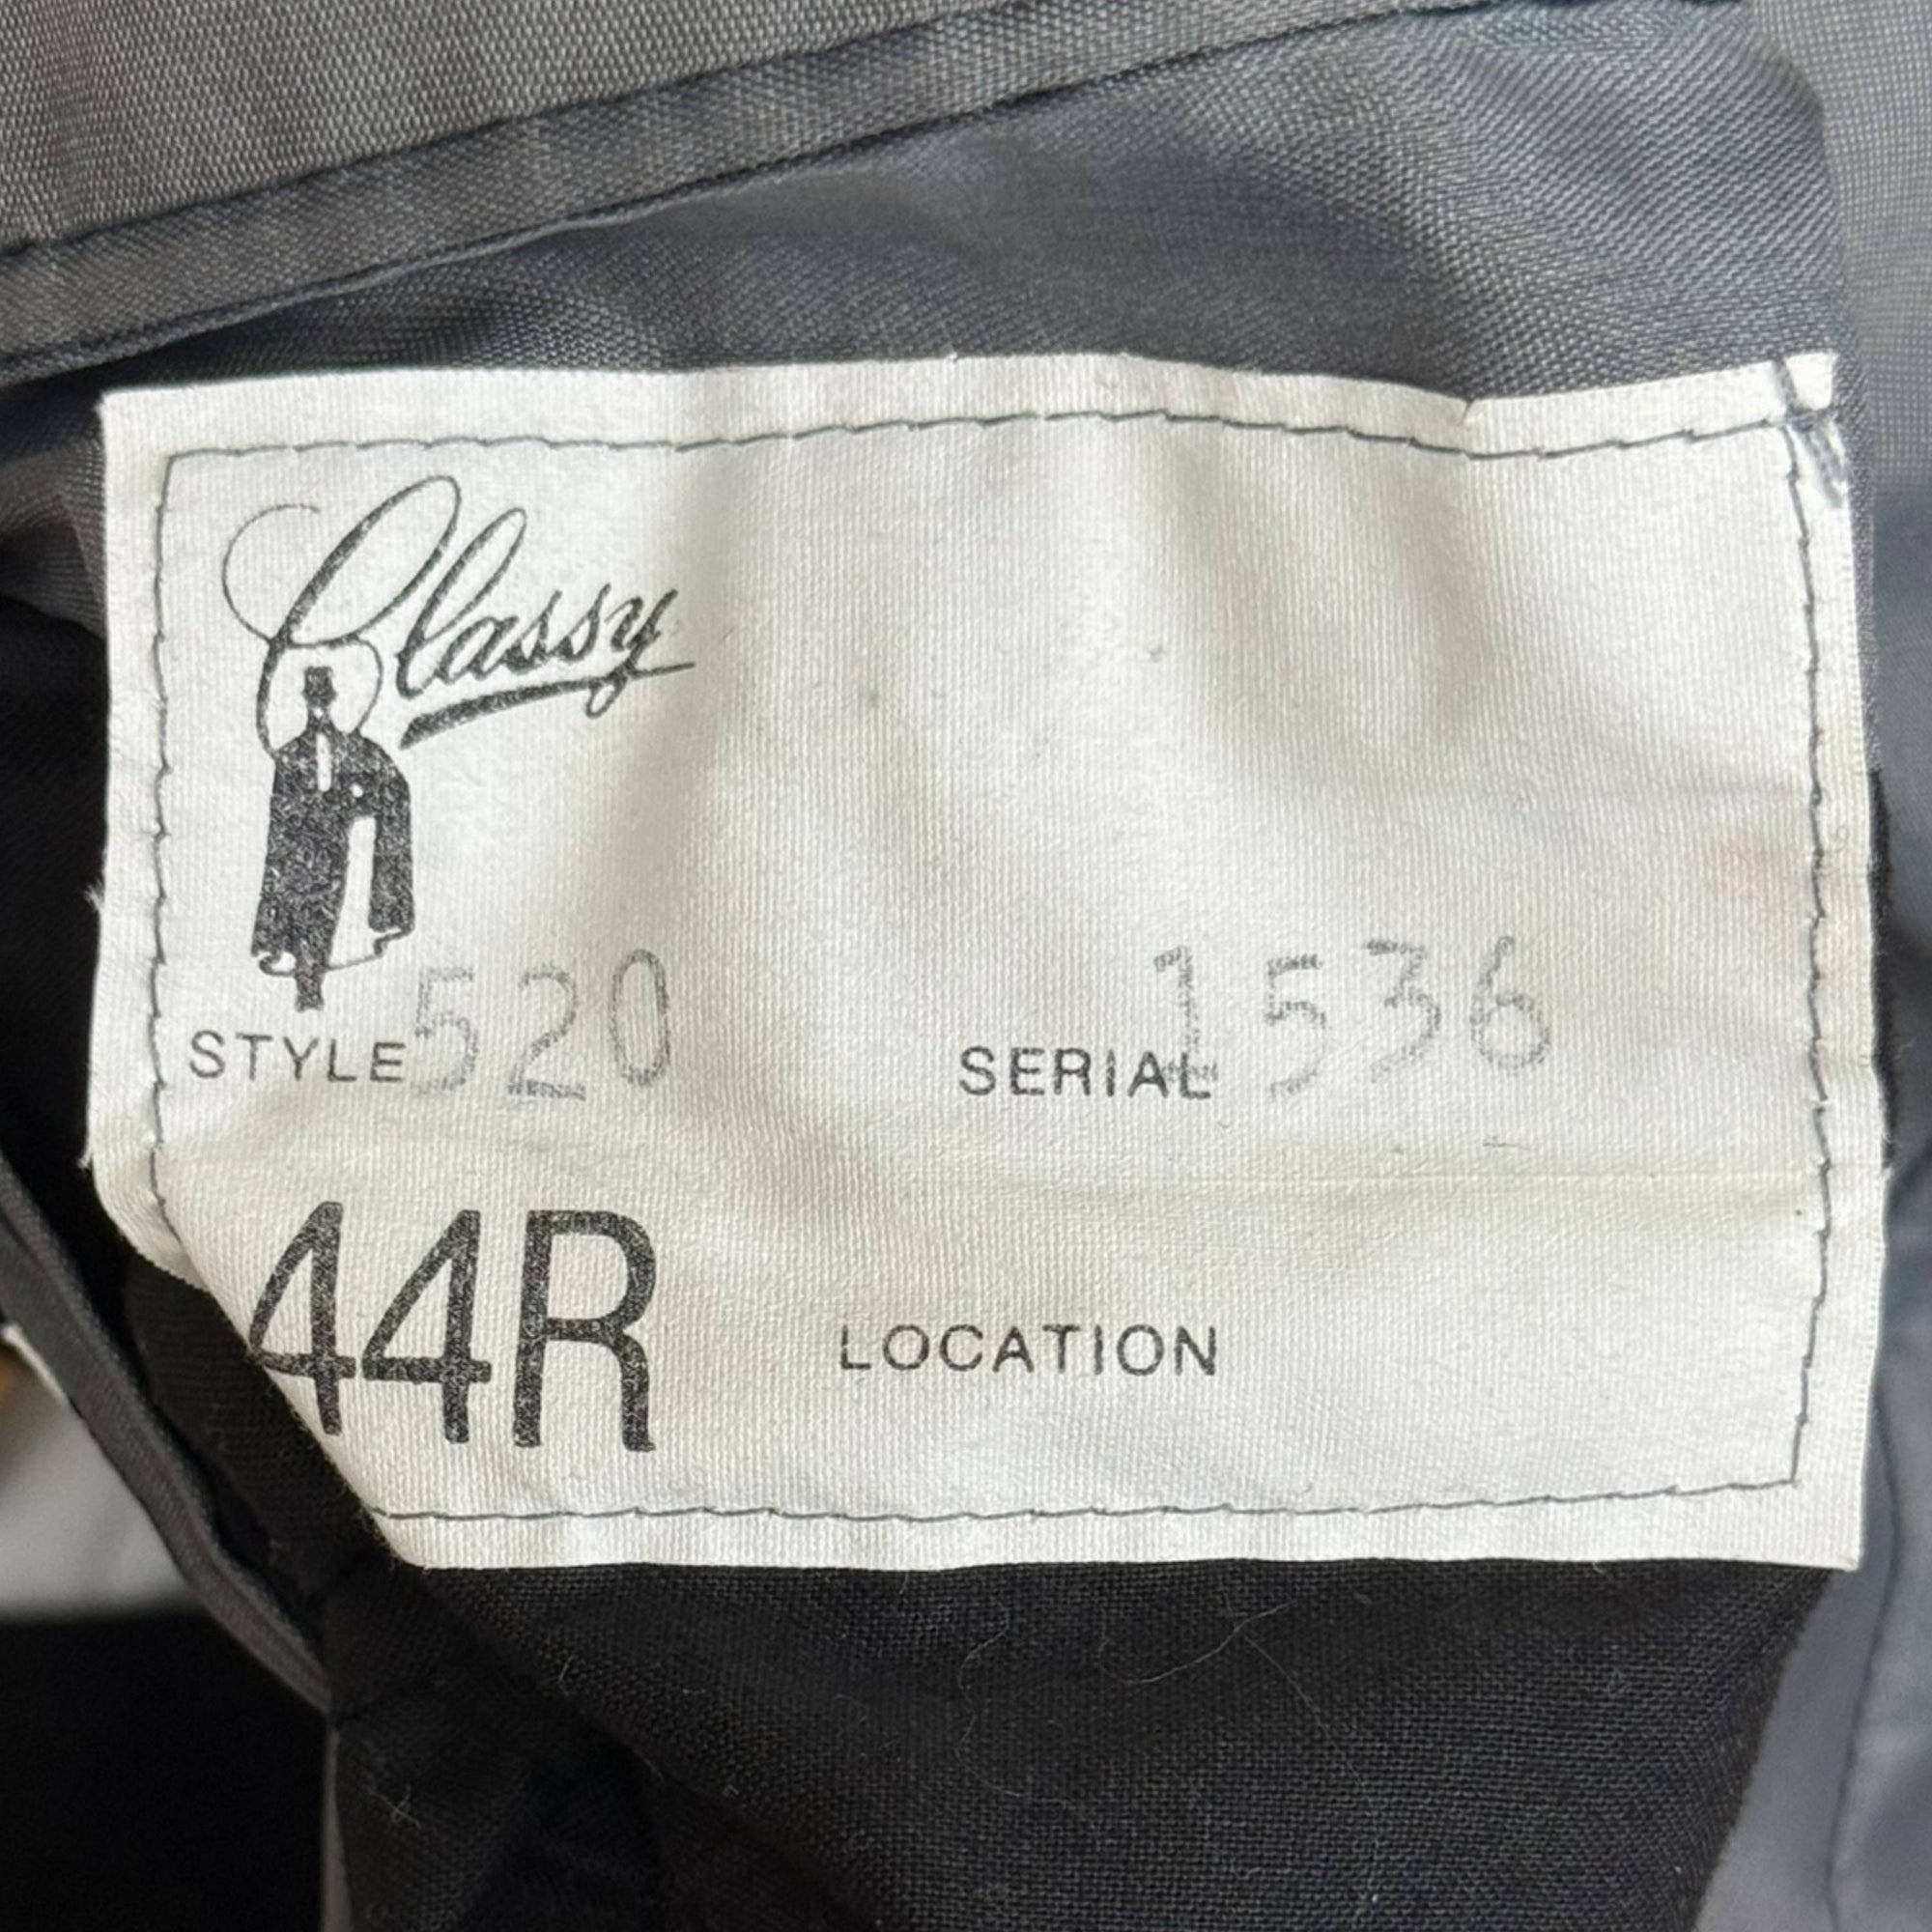 Classy
STYLE 520 SERIAL 1536
44R LOCATION